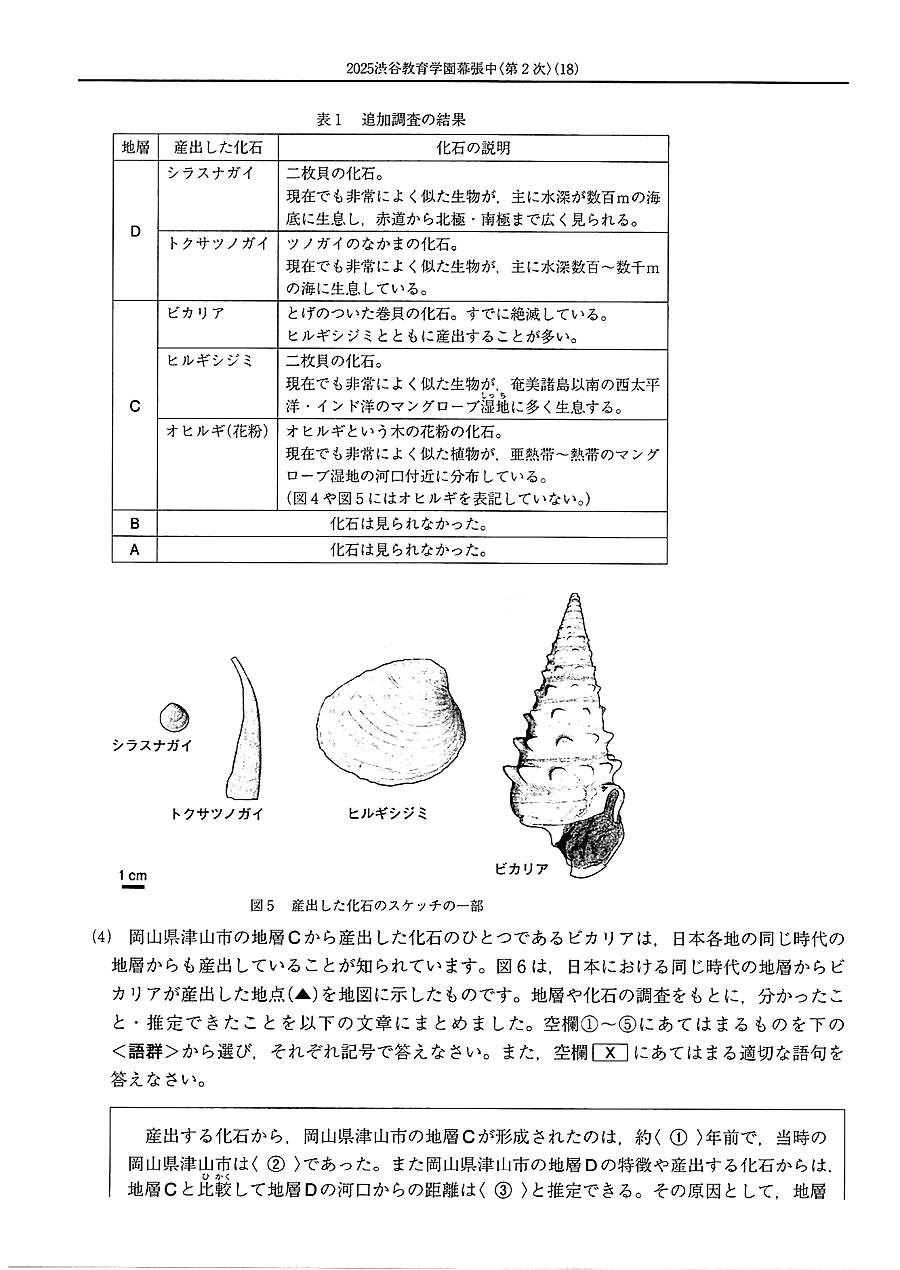 2025渋谷教育学園幕張中〈第2次〉(18)
表1 追加調査の結果
地層 産出した化石 化石の説明
D
シラスナガイ
二枚貝の化石。
現在でも非常によく似た生物が，主に水深が数百mの海
底に生息し，赤道から北極・南極まで広く見られる。
トクサツノガイ
ツノガイのなかまの化石。
現在でも非常によく似た生物が，主に水深数百～数千m
の海に生息している。
C
ビカリア
とげのついた巻貝の化石。すでに絶滅している。
ヒルギシジミとともに産出することが多い。
ヒルギシジミ
二枚貝の化石。
現在でも非常によく似た生物が，奄美諸島以南の西太平
しっち
洋・インド洋のマングローブ湿地に多く生息する。
オヒルギ(花粉)
オヒルギという木の花粉の化石。
現在でも非常によく似た植物が，亜熱帯～熱帯のマング
ローブ湿地の河口付近に分布している。
(図4や図5にはオヒルギを表記していない。)
B 化石は見られなかった。
A 化石は見られなかった。
シラスナガイ
トクサツノガイ
ヒルギシジミ
ビカリア
1cm
図5 産出した化石のスケッチの一部
(4) 岡山県津山市の地層Cから産出した化石のひとつであるビカリアは，日本各地の同じ時代の
地層からも産出していることが知られています。図6は，日本における同じ時代の地層からビ
カリアが産出した地点(▲)を地図に示したものです。地層や化石の調査をもとに，分かったこ
と・推定できたことを以下の文章にまとめました。空欄①～⑤にあてはまるものを下の
＜語群＞から選び，それぞれ記号で答えなさい。また，空欄 X にあてはまる適切な語句を
答えなさい。
産出する化石から，岡山県津山市の地層Cが形成されたのは，約〈 ① 〉年前で，当時の
岡山県津山市は〈 ② 〉であった。また岡山県津山市の地層Dの特徴や産出する化石からは，
ひかく
地層Cと比較して地層Dの河口からの距離は〈 ③ 〉と推定できる。その原因として，地層